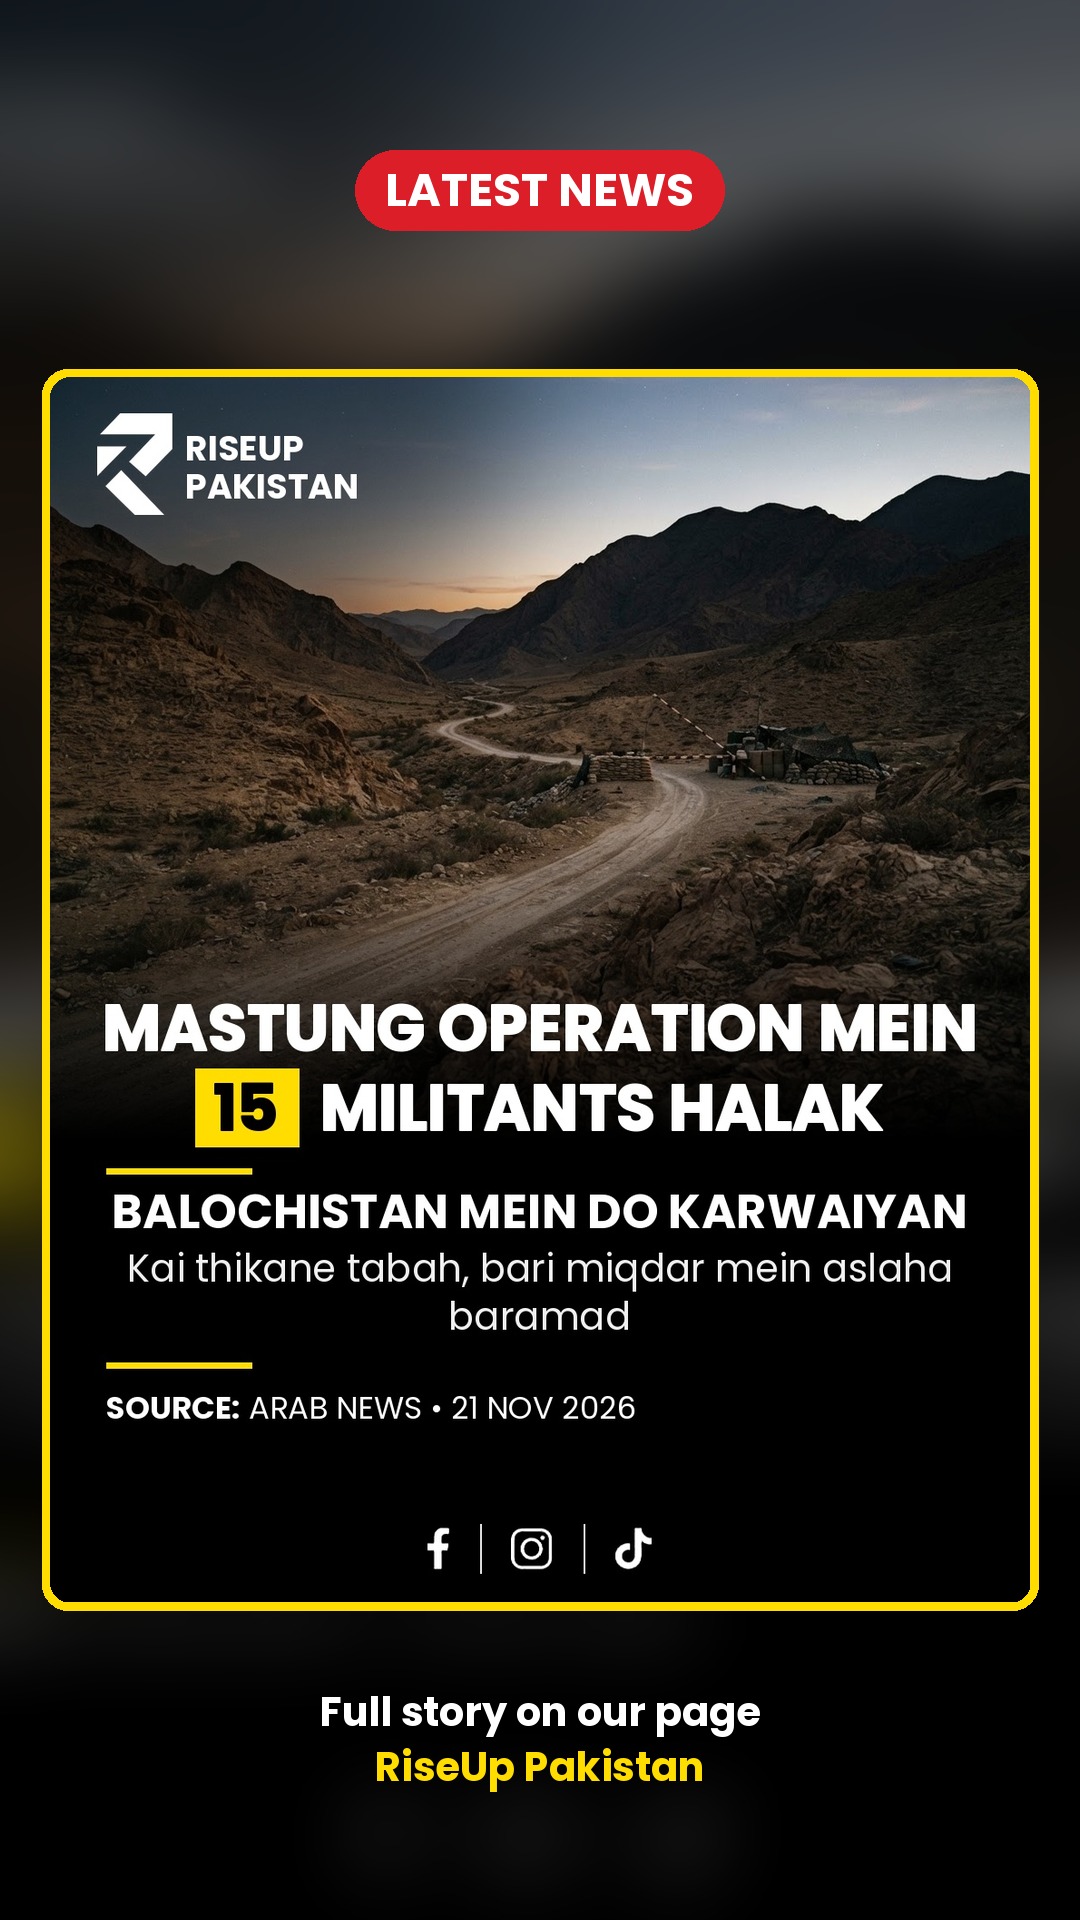 LATEST NEWS
RISEUP
PAKISTAN
MASTUNG OPERATION MEIN
15 MILITANTS HALAK
BALOCHISTAN MEIN DO KARWAIYAN
Kai thikane tabah, bari miqdar mein aslaha
baramad
SOURCE: ARAB NEWS • 21 NOV 2026
Full story on our page
RiseUp Pakistan